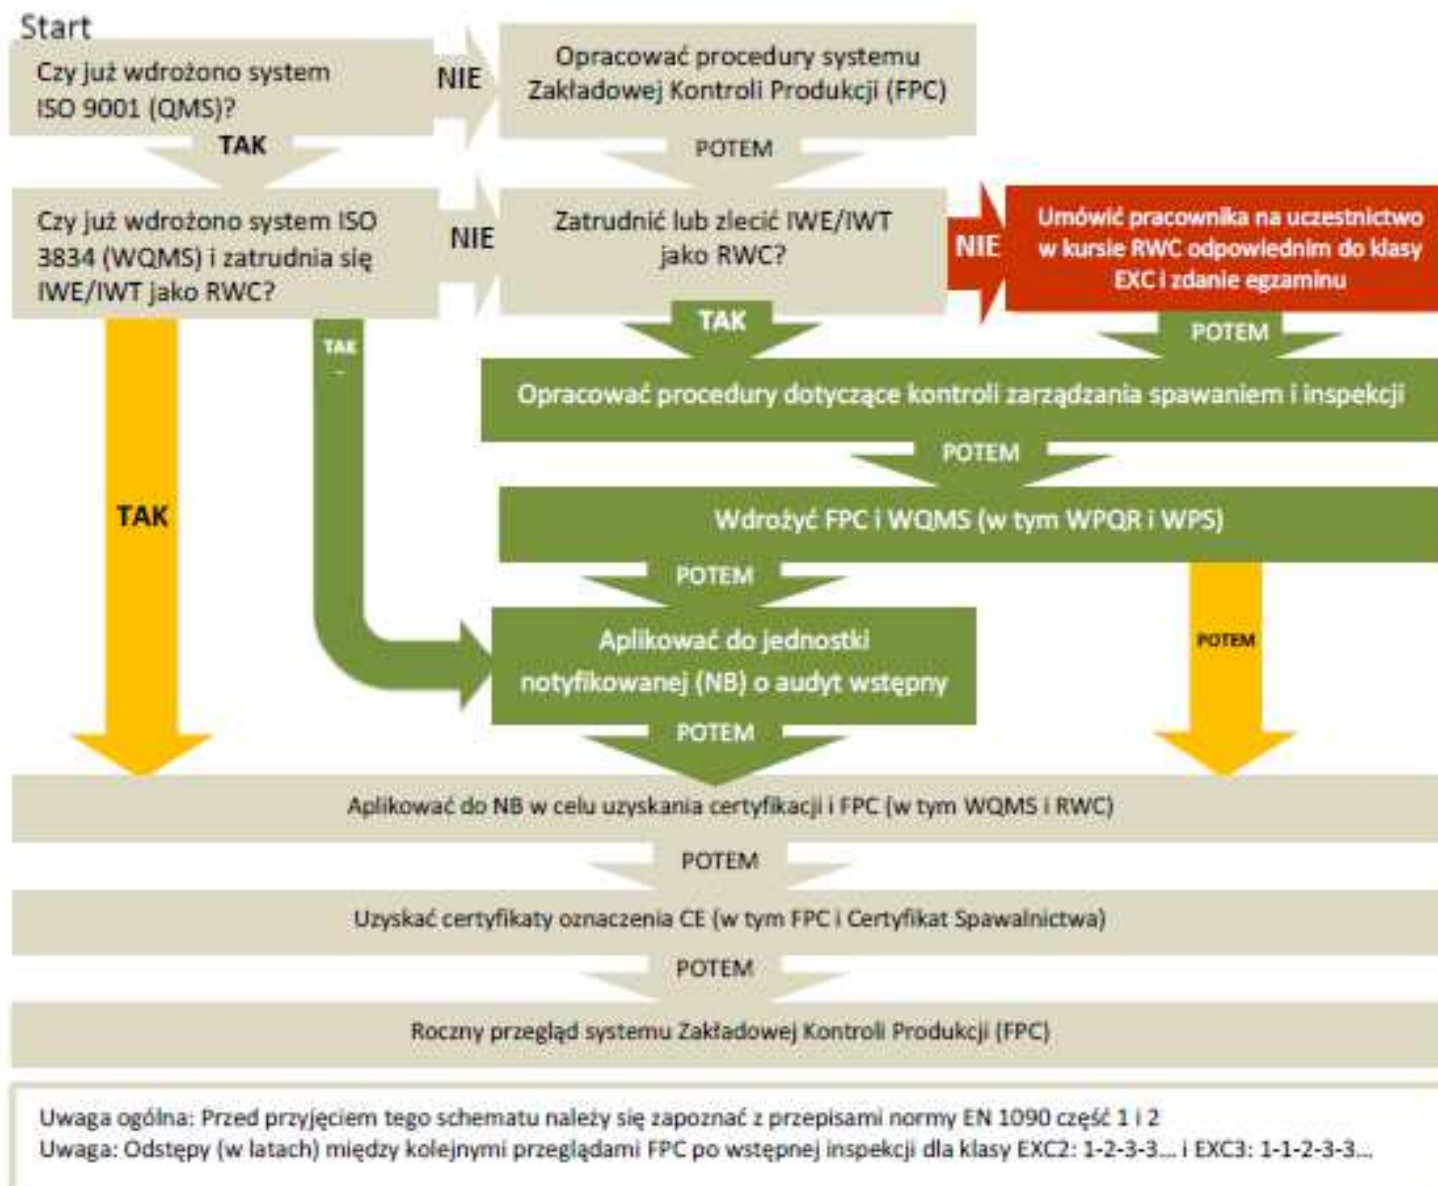 Start
Czy już wdrożono system
ISO 9001 (QMS)?
NIE
Opracować procedury systemu
Zakładowej Kontroli Produkcji (FPC)
TAK
POTEM
Czy już wdrożono system ISO
3834 (WQMS) i zatrudnia się
IWE/IWT jako RWC?
NIE
Zatrudnić lub zlecić IWE/IWT
jako RWC?
NIE
Umówić pracownika na uczestnictwo
w kursie RWC odpowiednim do klasy
EXC i zdanie egzaminu
TAK
POTEM
TAK
-
Opracować procedury dotyczące kontroli zarządzania spawaniem i inspekcji
POTEM
TAK
Wdrożyć FPC i WQMS (w tym WPQR i WPS)
POTEM
Aplikować do jednostki
notyfikowanej (NB) o audyt wstępny
POTEM
POTEM
Aplikować do NB w celu uzyskania certyfikacji i FPC (w tym WQMS i RWC)
POTEM
Uzyskać certyfikaty oznaczenia CE (w tym FPC i Certyfikat Spawalnictwa)
POTEM
Roczny przegląd systemu Zakładowej Kontroli Produkcji (FPC)
Uwaga ogólna: Przed przyjęciem tego schematu należy się zapoznać z przepisami normy EN 1090 część 1 i 2
Uwaga: Odstępy (w latach) między kolejnymi przeglądami FPC po wstępnej inspekcji dla klasy EXC2: 1-2-3-3... i EXC3: 1-1-2-3-3...